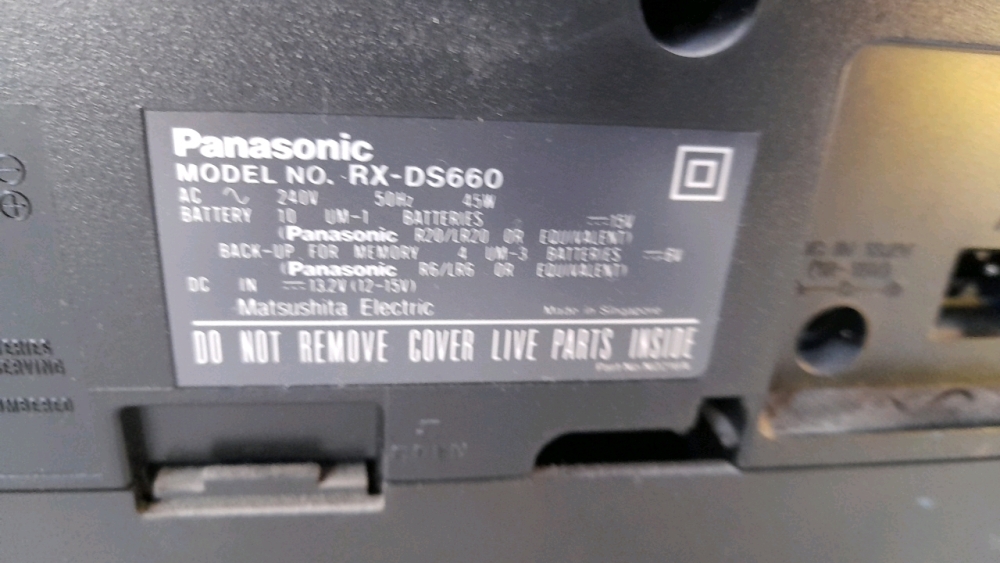 Panasonic
MODEL NO. RX-DS660
AC ∿ 240V 50Hz 45W
BATTERY 10 UM-1 BATTERIES ⎓15V
(Panasonic R20/LR20 OR EQUIVALENT)
BACK-UP FOR MEMORY 4 UM-3 BATTERIES ⎓6V
(Panasonic R6/LR6 OR EQUIVALENT)
DC IN ⎓13.2V (12-15V)
Matsushita Electric Made in Singapore
DO NOT REMOVE COVER LIVE PARTS INSIDE
OPEN